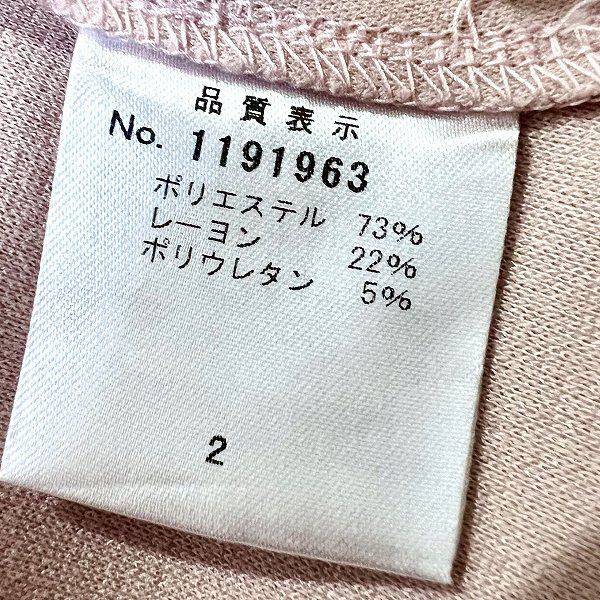 品質表示
No. 1191963
ポリエステル 73%
レーヨン 22%
ポリウレタン 5%
2